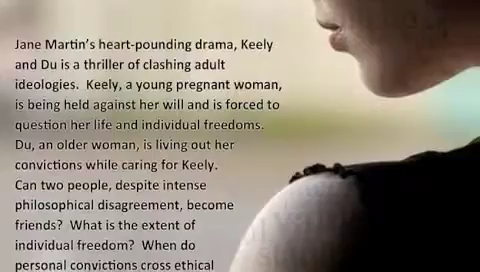 Jane Martin's heart-pounding drama, Keely
and Du is a thriller of clashing adult
ideologies.  Keely, a young pregnant woman,
is being held against her will and is forced to
question her life and individual freedoms.
Du, an older woman, is living out her
convictions while caring for Keely.
Can two people, despite intense
philosophical disagreement, become
friends?  What is the extent of
individual freedom?  When do
personal convictions cross ethical